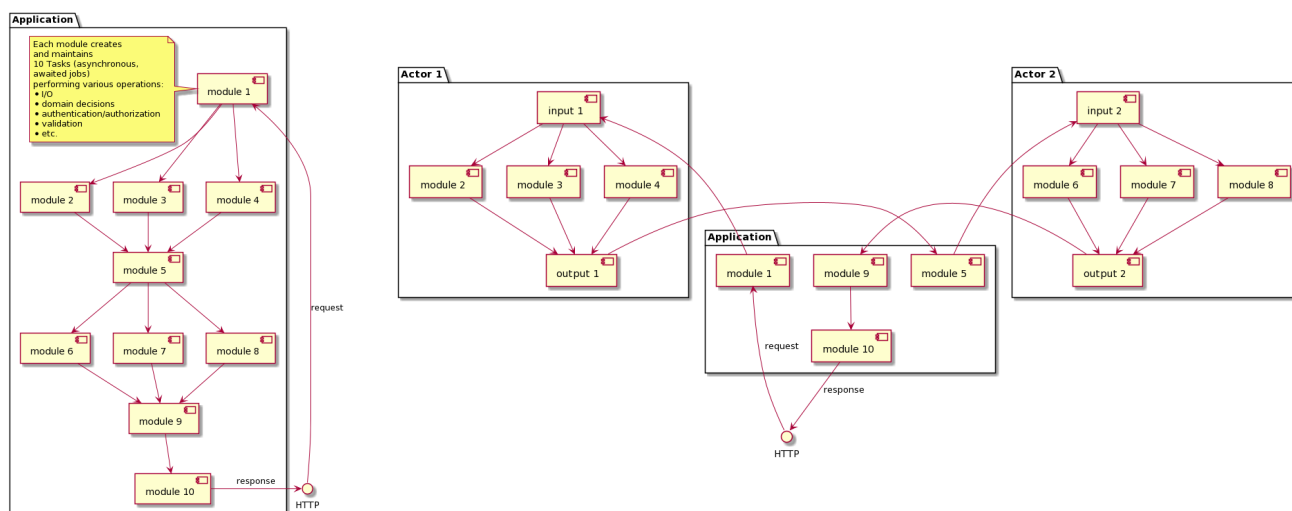 Application
Each module creates
and maintains
10 Tasks (asynchronous,
awaited jobs)
performing various operations:
• I/O
• domain decisions
• authentication/authorization
• validation
• etc.
module 1
module 2
module 3
module 4
module 5
request
module 6
module 7
module 8
module 9
module 10
response
HTTP
Actor 1
input 1
module 2
module 3
module 4
output 1
Application
module 1
module 9
module 5
module 10
request
response
HTTP
Actor 2
input 2
module 6
module 7
module 8
output 2